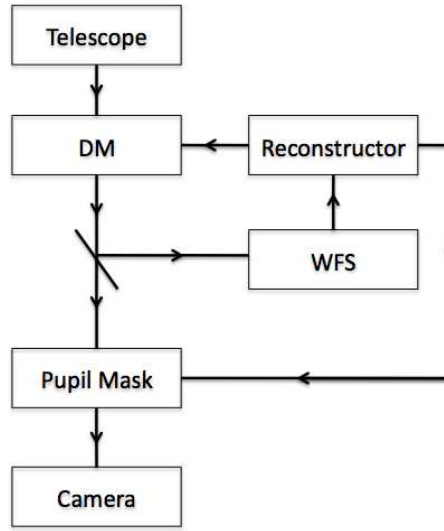 Telescope
DM
Reconstructor
WFS
Pupil Mask
Camera